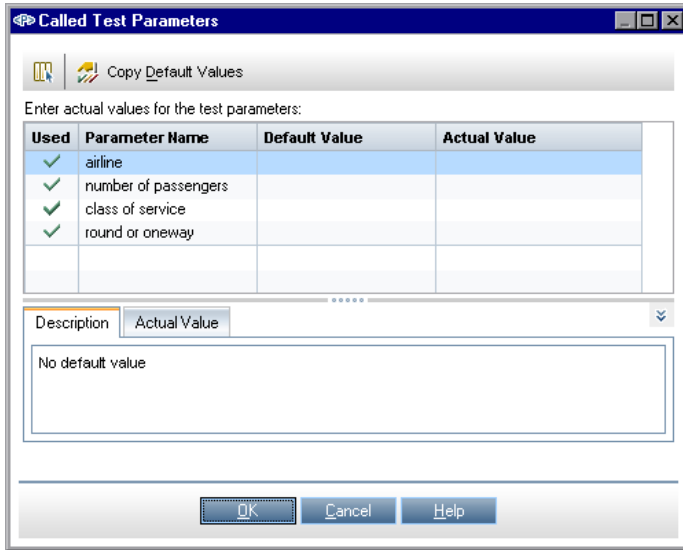 Called Test Parameters
Copy Default Values
Enter actual values for the test parameters:
Used Parameter Name Default Value Actual Value
airline
number of passengers
class of service
round or oneway
Description Actual Value
No default value
OK Cancel Help